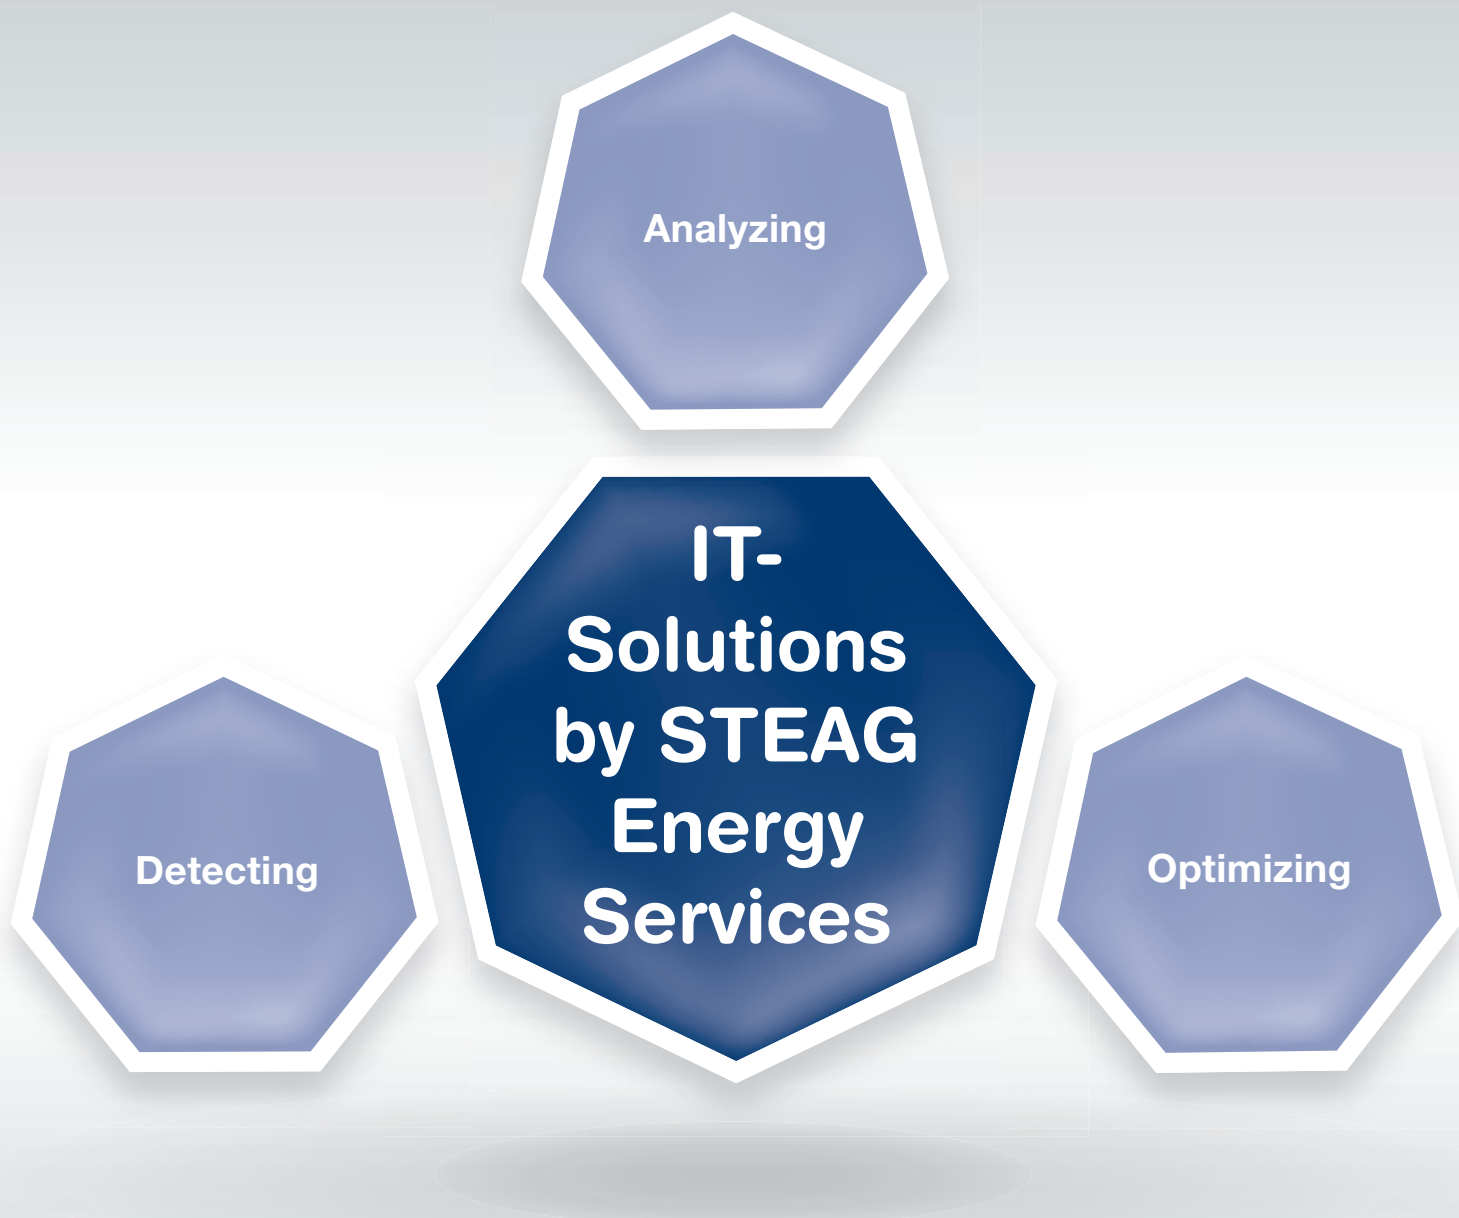 Analyzing
IT-
Solutions
by STEAG
Energy
Services
Detecting
Optimizing